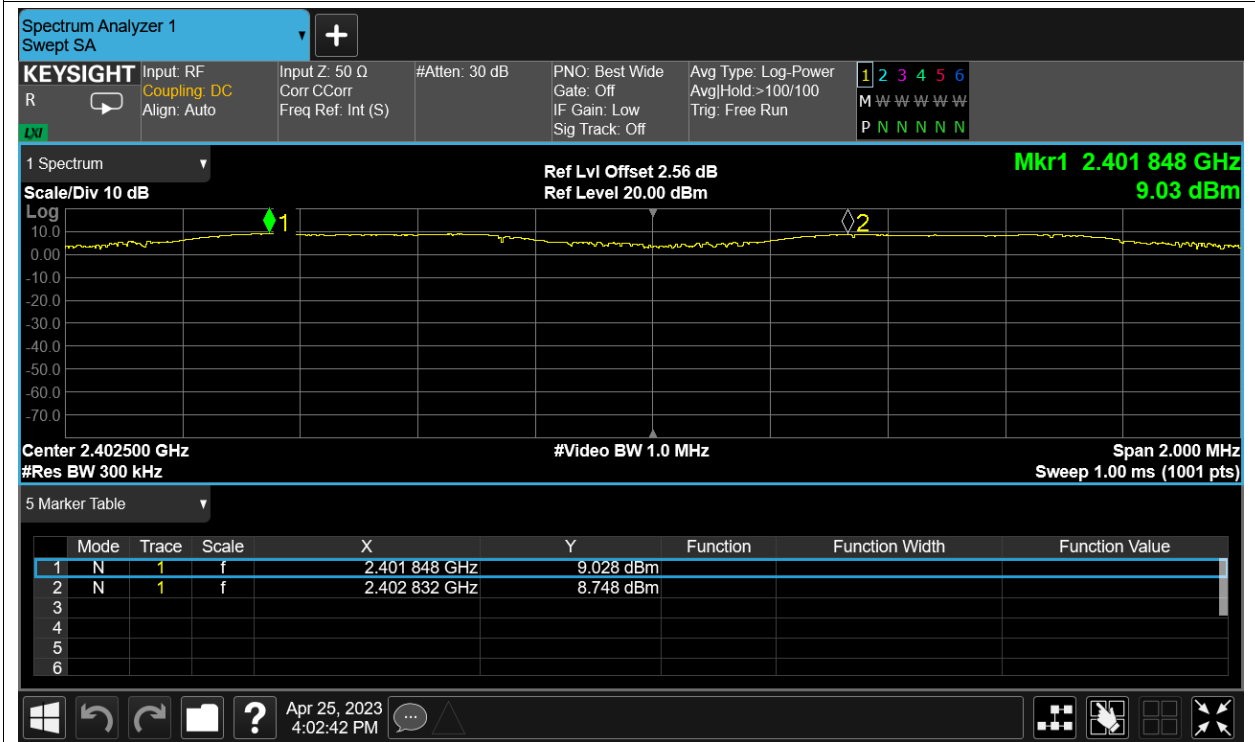 Spectrum Analyzer 1
Swept SA
+
KEYSIGHT
R
LXI
Input: RF
Coupling: DC
Align: Auto
Input Z: 50 Ω
Corr CCorr
Freq Ref: Int (S)
#Atten: 30 dB
PNO: Best Wide
Gate: Off
IF Gain: Low
Sig Track: Off
Avg Type: Log-Power
Avg|Hold:>100/100
Trig: Free Run
1 2 3 4 5 6
M W W W W W
P N N N N N
1 Spectrum
Scale/Div 10 dB
Ref Lvl Offset 2.56 dB
Ref Level 20.00 dBm
Mkr1 2.401 848 GHz
9.03 dBm
Log
1
2
10.0
0.00
-10.0
-20.0
-30.0
-40.0
-50.0
-60.0
-70.0
Center 2.402500 GHz
#Res BW 300 kHz
#Video BW 1.0 MHz
Span 2.000 MHz
Sweep 1.00 ms (1001 pts)
5 Marker Table
Mode Trace Scale X Y Function Function Width Function Value
1 N 1 f 2.401 848 GHz 9.028 dBm
2 N 1 f 2.402 832 GHz 8.748 dBm
3
4
5
6
?
Apr 25, 2023
4:02:42 PM